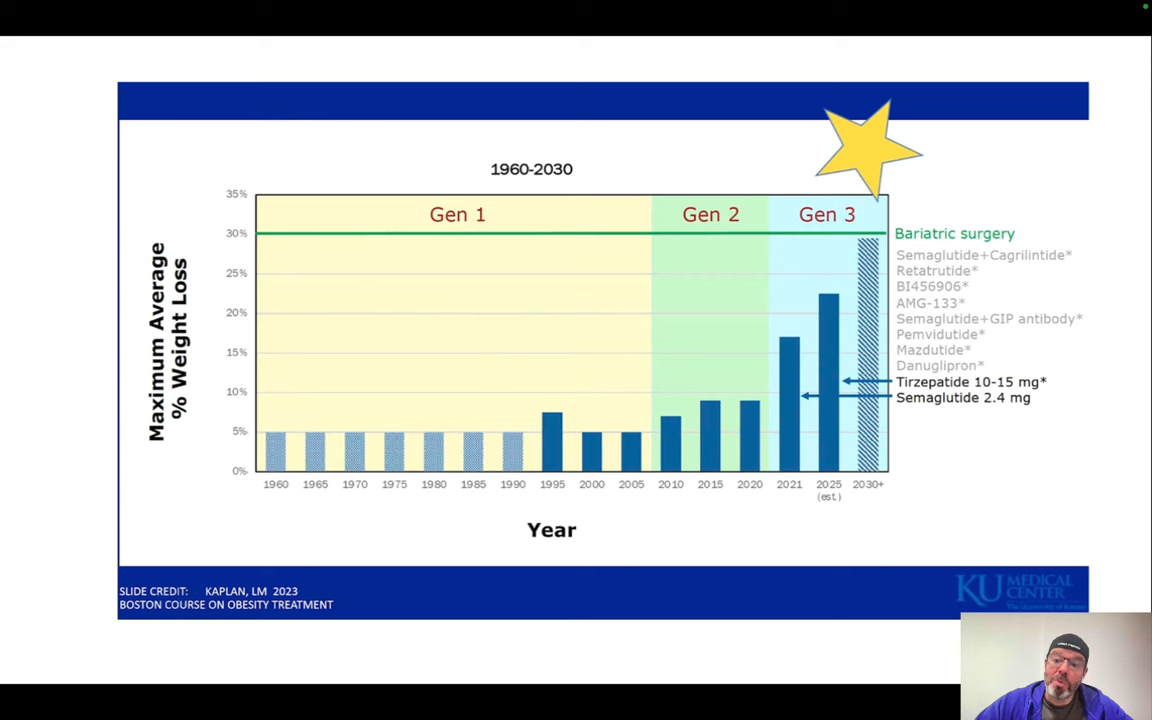 1960-2030
35%
30%
25%
20%
15%
10%
5%
0%
Maximum Average
% Weight Loss
Gen 1
Gen 2
Gen 3
Bariatric surgery
Semaglutide+Cagrilintide*
Retatrutide*
BI456906*
AMG-133*
Semaglutide+GIP antibody*
Pemvidutide*
Mazdutide*
Danuglipron*
Tirzepatide 10-15 mg*
Semaglutide 2.4 mg
1960 1965 1970 1975 1980 1985 1990 1995 2000 2005 2010 2015 2020 2021 2025 2030+
(est.)
Year
SLIDE CREDIT: KAPLAN, LM 2023
BOSTON COURSE ON OBESITY TREATMENT
KU MEDICAL
CENTER
The University of Kansas